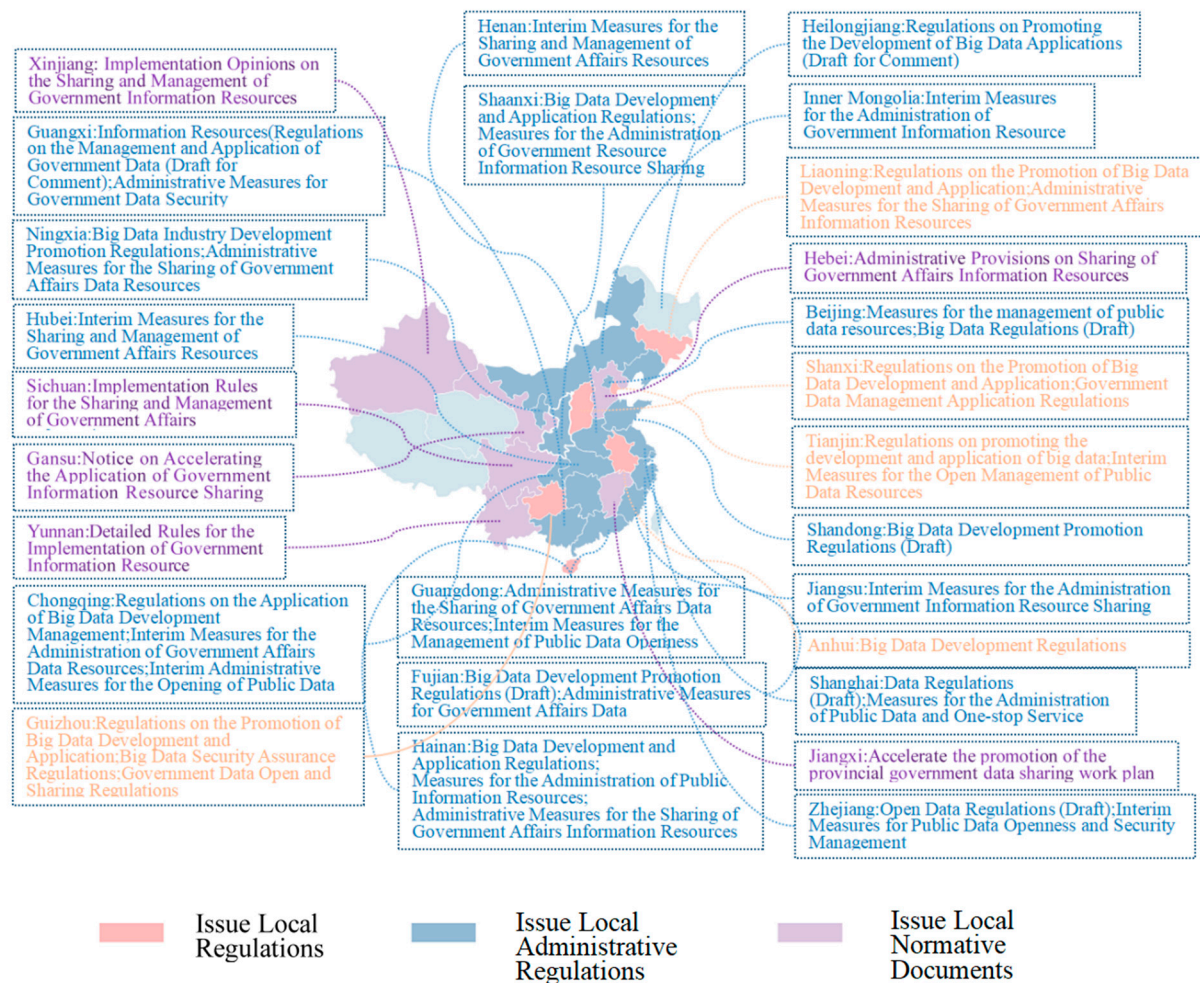 Xinjiang: Implementation Opinions on
the Sharing and Management of
Government Information Resources
Guangxi:Information Resources(Regulations
on the Management and Application of
Government Data (Draft for
Comment);Administrative Measures for
Government Data Security
Ningxia:Big Data Industry Development
Promotion Regulations;Administrative
Measures for the Sharing of Government
Affairs Data Resources
Hubei:Interim Measures for the
Sharing and Management of
Government Affairs Resources
Sichuan:Implementation Rules
for the Sharing and Management
of Government Affairs
Gansu:Notice on Accelerating
the Application of Government
Information Resource Sharing
Yunnan:Detailed Rules for the
Implementation of Government
Information Resource
Chongqing:Regulations on the Application
of Big Data Development
Management;Interim Measures for the
Administration of Government Affairs
Data Resources;Interim Administrative
Measures for the Opening of Public Data
Guizhou:Regulations on the Promotion of
Big Data Development and
Application;Big Data Security Assurance
Regulations;Government Data Open and
Sharing Regulations
Henan:Interim Measures for the
Sharing and Management of
Government Affairs Resources
Shaanxi:Big Data Development
and Application Regulations;
Measures for the Administration
of Government Resource
Information Resource Sharing
Guangdong:Administrative Measures for
the Sharing of Government Affairs Data
Resources;Interim Measures for the
Management of Public Data Openness
Fujian:Big Data Development Promotion
Regulations (Draft);Administrative Measures
for Government Affairs Data
Hainan:Big Data Development and
Application Regulations;
Measures for the Administration of Public
Information Resources;
Administrative Measures for the Sharing of
Government Affairs Information Resources
Heilongjiang:Regulations on Promoting
the Development of Big Data Applications
(Draft for Comment)
Inner Mongolia:Interim Measures
for the Administration of
Government Information Resource
Liaoning:Regulations on the Promotion of Big Data
Development and Application;Administrative
Measures for the Sharing of Government Affairs
Information Resources
Hebei:Administrative Provisions on Sharing of
Government Affairs Information Resources
Beijing:Measures for the management of public
data resources;Big Data Regulations (Draft)
Shanxi:Regulations on the Promotion of Big
Data Development and Application;Government
Data Management Application Regulations
Tianjin:Regulations on promoting the
development and application of big data;Interim
Measures for the Open Management of Public
Data Resources
Shandong:Big Data Development Promotion
Regulations (Draft)
Jiangsu:Interim Measures for the Administration
of Government Information Resource Sharing
Anhui:Big Data Development Regulations
Shanghai:Data Regulations
(Draft);Measures for the Administration
of Public Data and One-stop Service
Jiangxi:Accelerate the promotion of the
provincial government data sharing work plan
Zhejiang:Open Data Regulations (Draft);Interim
Measures for Public Data Openness and Security
Management
Issue Local
Regulations
Issue Local
Administrative
Regulations
Issue Local
Normative
Documents